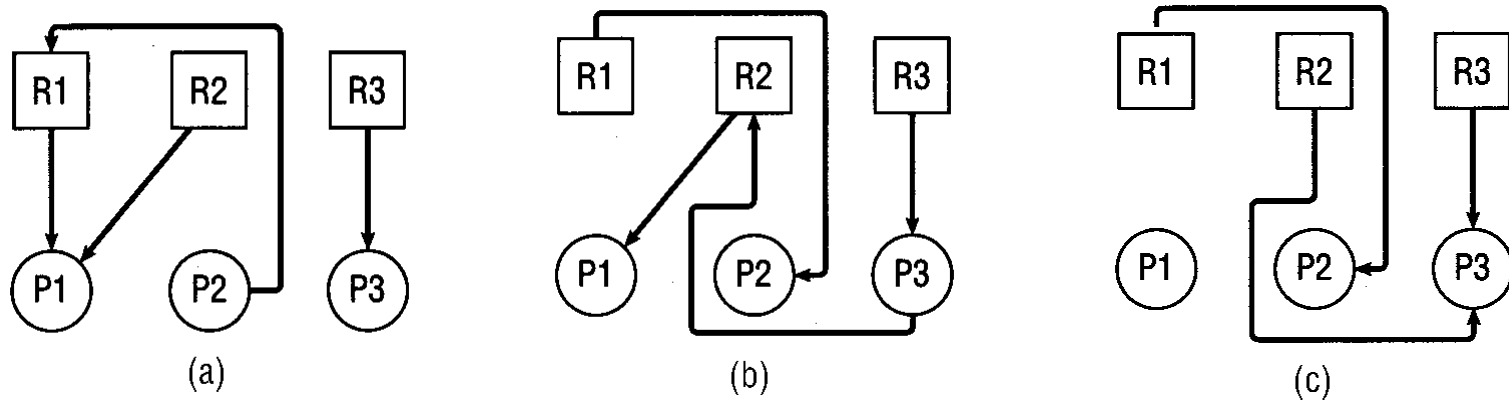 R1 R2 R3
P1 P2 P3
(a)
R1 R2 R3
P1 P2 P3
(b)
R1 R2 R3
P1 P2 P3
(c)